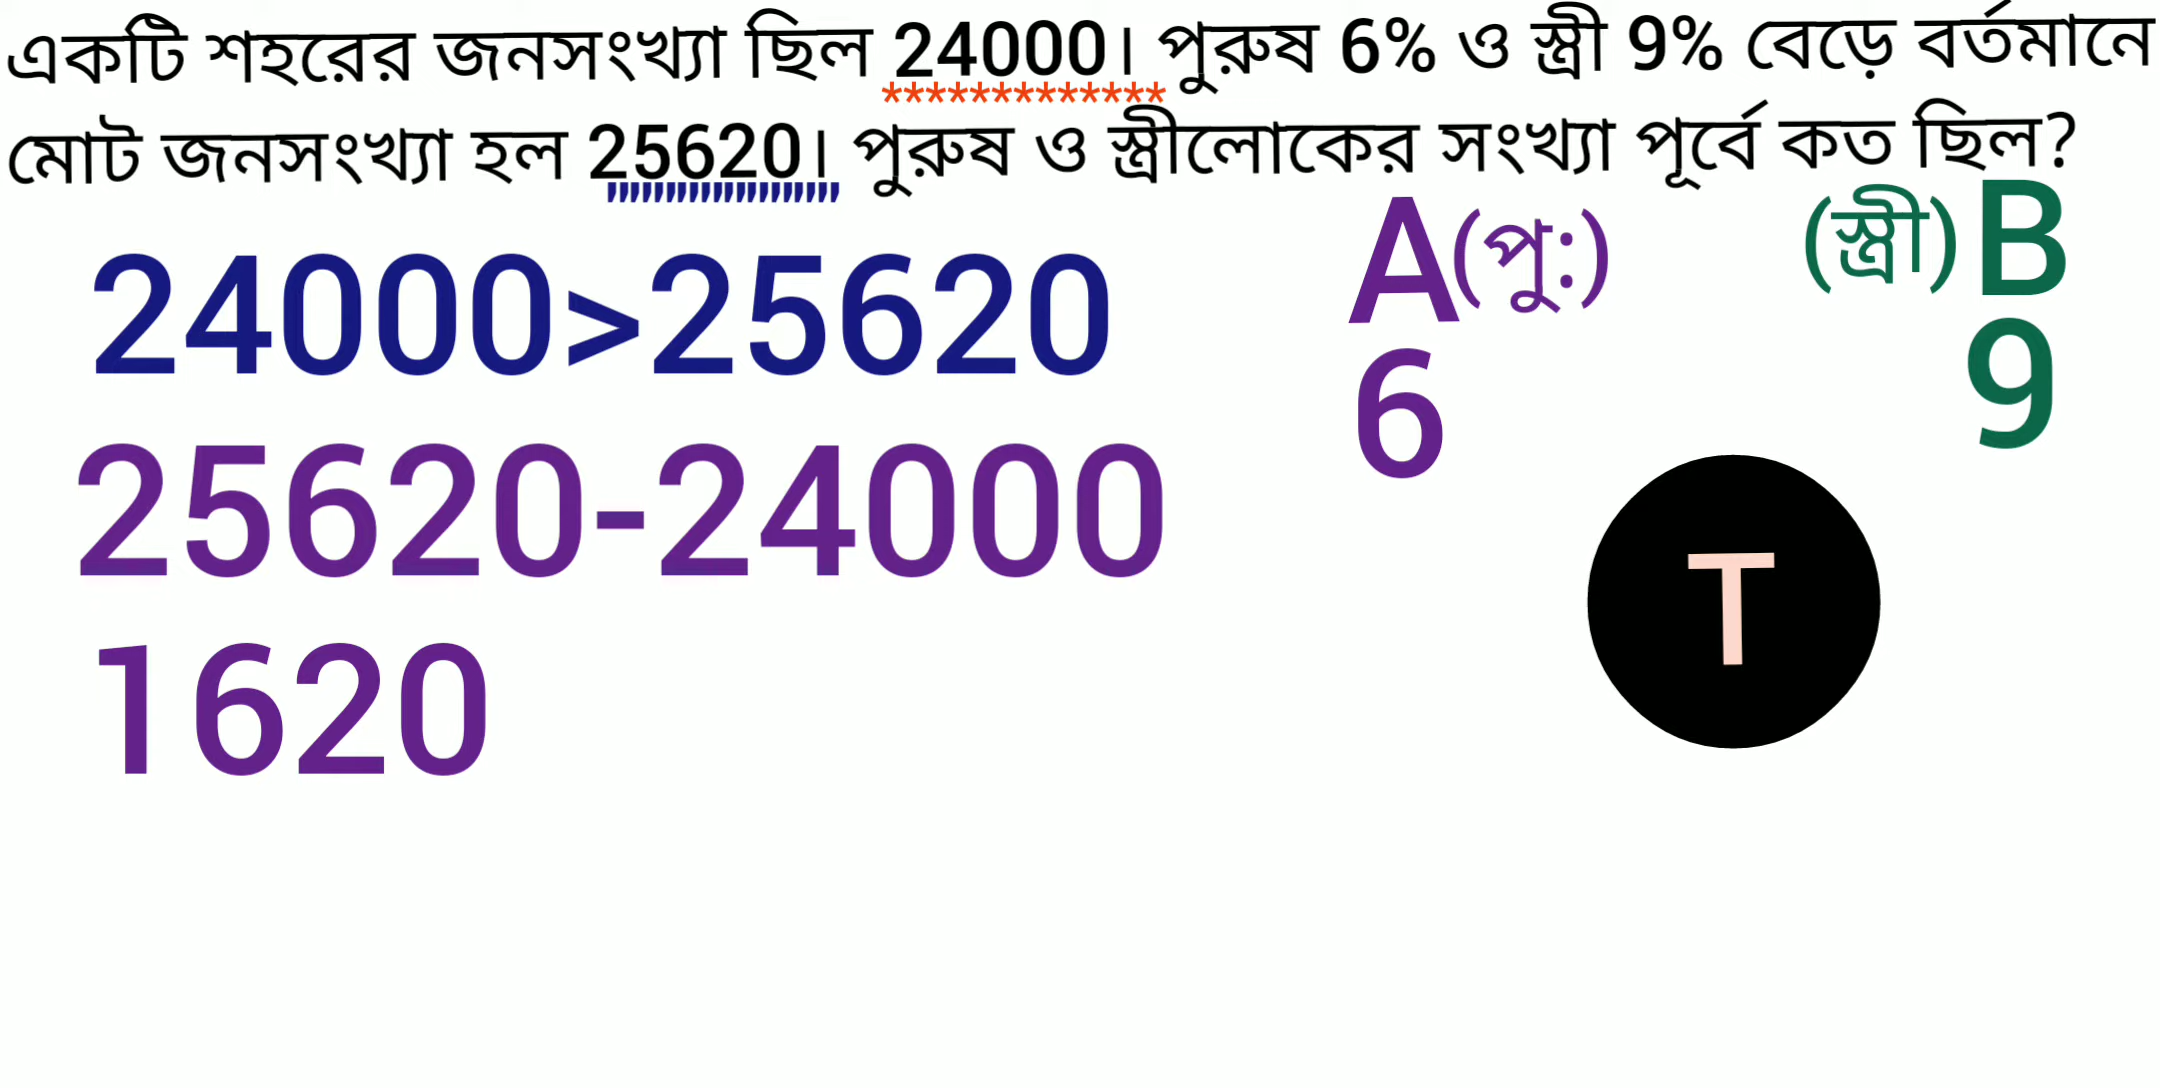 একটি শহরের জনসংখ্যা ছিল 24000। পুরুষ 6% ও স্ত্রী 9% বেড়ে বর্তমানে
*************
মোট জনসংখ্যা হল 25620। পুরুষ ও স্ত্রীলোকের সংখ্যা পূর্বে কত ছিল?
A(পু:) (স্ত্রী)B
24000>25620
6 9
25620-24000
T
1620